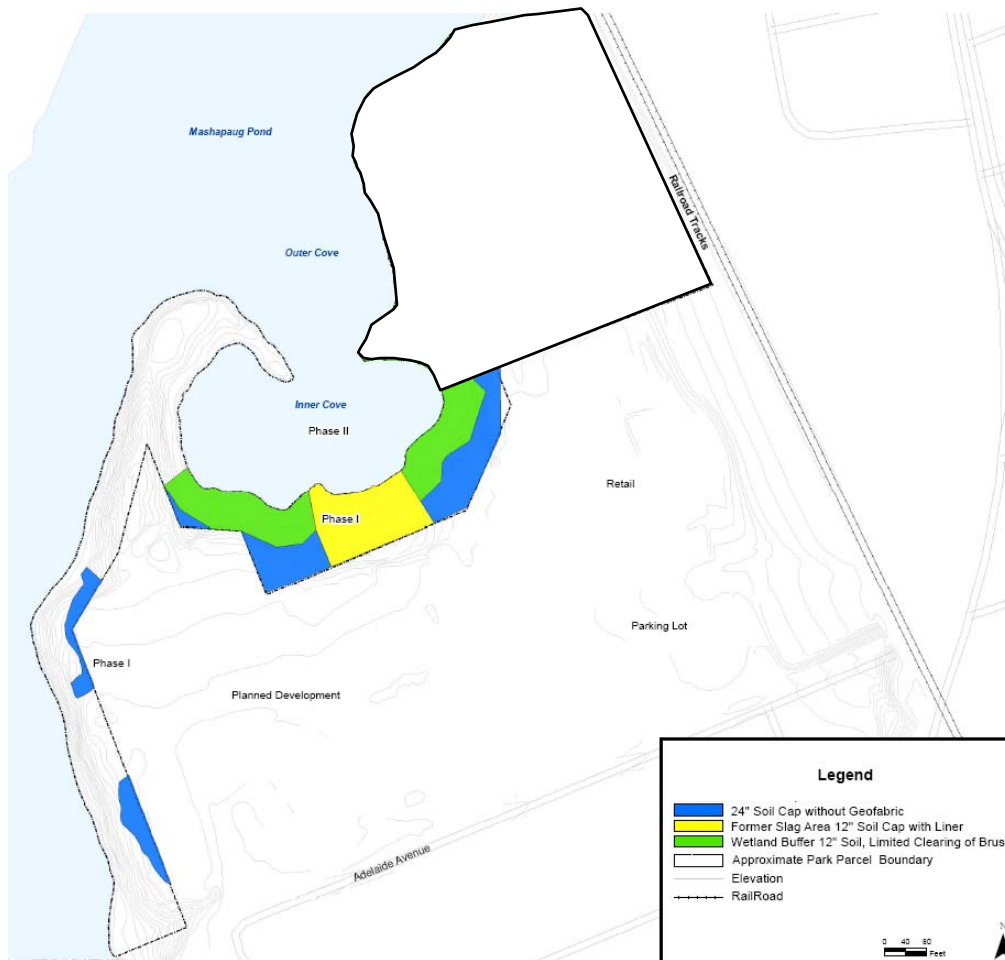 Mashapaug Pond
Railroad Tracks
Outer Cove
Inner Cove
Phase II
Retail
Phase I
Parking Lot
Phase I
Planned Development
Adelaide Avenue
Legend
24" Soil Cap without Geofabric
Former Slag Area 12" Soil Cap with Liner
Wetland Buffer 12" Soil, Limited Clearing of Brus
Approximate Park Parcel Boundary
Elevation
RailRoad
N
0 40 80
Feet